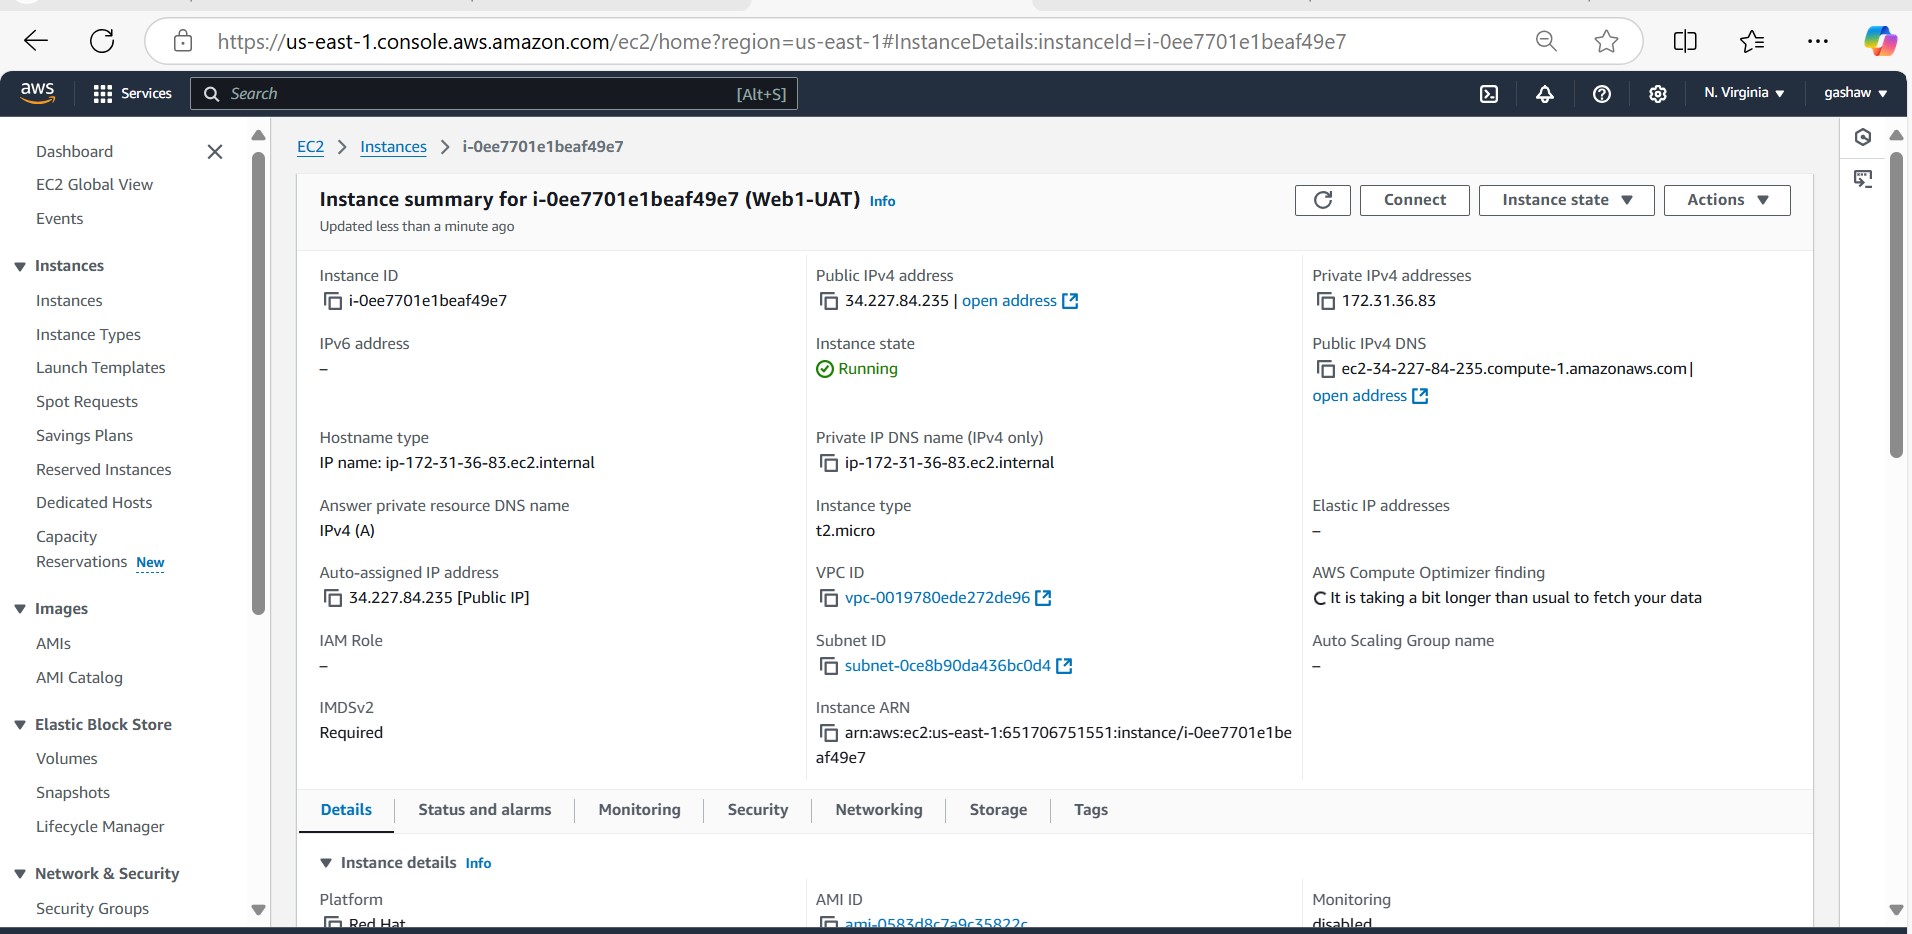 https://us-east-1.console.aws.amazon.com/ec2/home?region=us-east-1#InstanceDetails:instanceId=i-0ee7701e1beaf49e7
aws
Services
Search
[Alt+S]
N. Virginia
gashaw
Dashboard
EC2 Global View
Events
Instances
Instances
Instance Types
Launch Templates
Spot Requests
Savings Plans
Reserved Instances
Dedicated Hosts
Capacity
Reservations New
Images
AMIs
AMI Catalog
Elastic Block Store
Volumes
Snapshots
Lifecycle Manager
Network & Security
Security Groups
EC2 > Instances > i-0ee7701e1beaf49e7
Instance summary for i-0ee7701e1beaf49e7 (Web1-UAT) Info
Updated less than a minute ago
Connect
Instance state
Actions
Instance ID
i-0ee7701e1beaf49e7
Public IPv4 address
34.227.84.235 | open address
Private IPv4 addresses
172.31.36.83
IPv6 address
–
Instance state
Running
Public IPv4 DNS
ec2-34-227-84-235.compute-1.amazonaws.com |
open address
Hostname type
IP name: ip-172-31-36-83.ec2.internal
Private IP DNS name (IPv4 only)
ip-172-31-36-83.ec2.internal
Answer private resource DNS name
IPv4 (A)
Instance type
t2.micro
Elastic IP addresses
–
Auto-assigned IP address
34.227.84.235 [Public IP]
VPC ID
vpc-0019780ede272de96
AWS Compute Optimizer finding
It is taking a bit longer than usual to fetch your data
IAM Role
–
Subnet ID
subnet-0ce8b90da436bc0d4
Auto Scaling Group name
–
IMDSv2
Required
Instance ARN
arn:aws:ec2:us-east-1:651706751551:instance/i-0ee7701e1be
af49e7
Details
Status and alarms
Monitoring
Security
Networking
Storage
Tags
Instance details Info
Platform
Red Hat
AMI ID
ami-0583d8c7a9c35822c
Monitoring
disabled